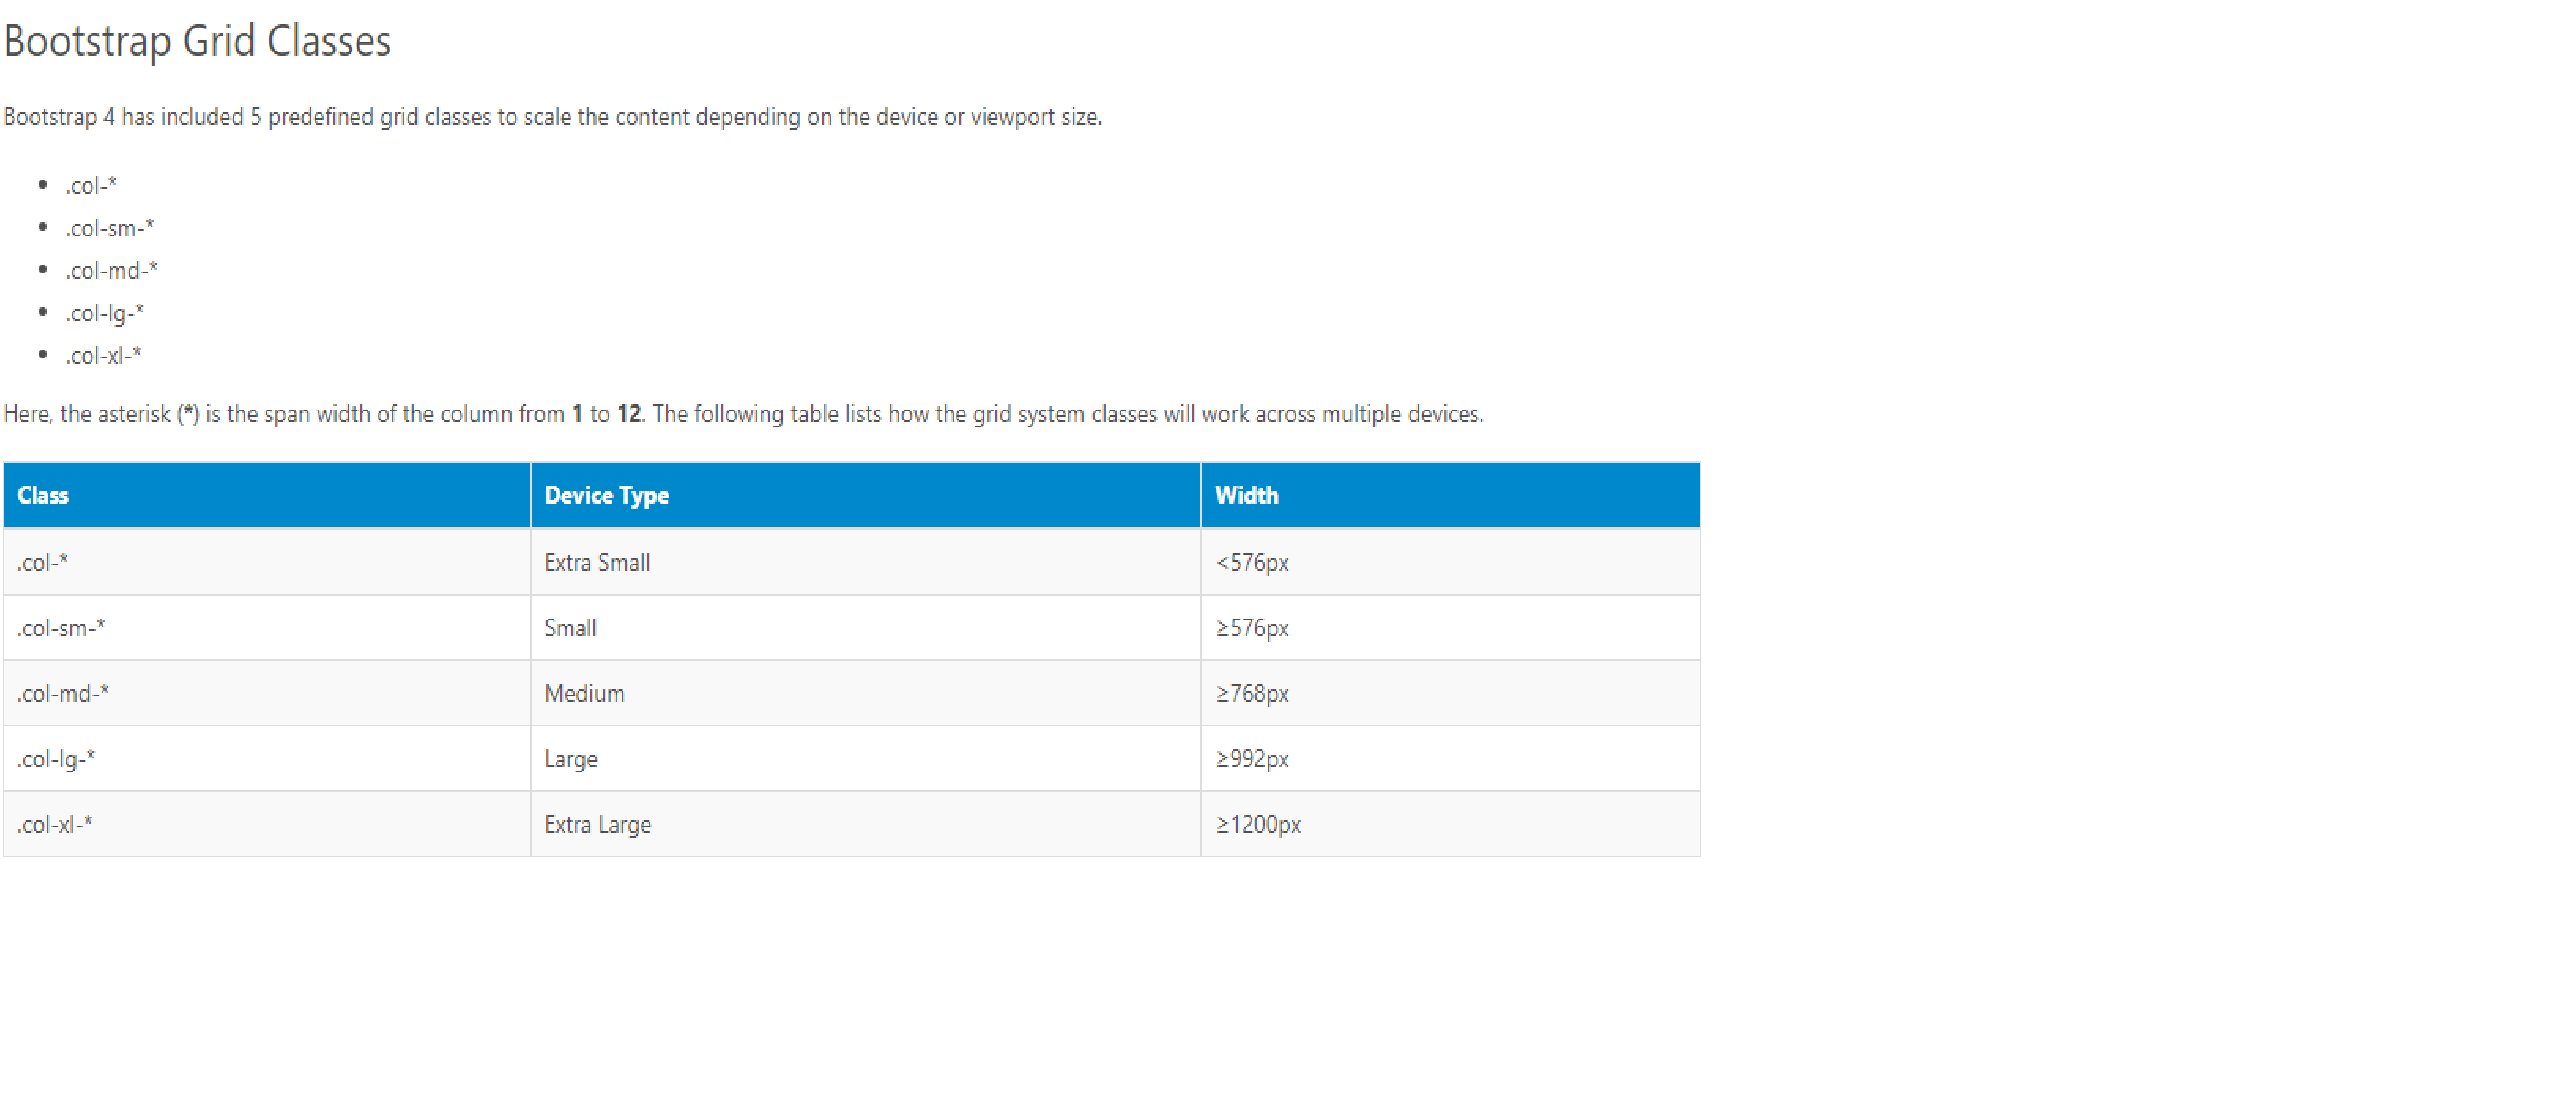 Bootstrap Grid Classes
Bootstrap 4 has included 5 predefined grid classes to scale the content depending on the device or viewport size.
.col-*
.col-sm-*
.col-md-*
.col-lg-*
.col-xl-*
Here, the asterisk (*) is the span width of the column from 1 to 12. The following table lists how the grid system classes will work across multiple devices.
Class Device Type Width
.col-* Extra Small <576px
.col-sm-* Small ≥576px
.col-md-* Medium ≥768px
.col-lg-* Large ≥992px
.col-xl-* Extra Large ≥1200px